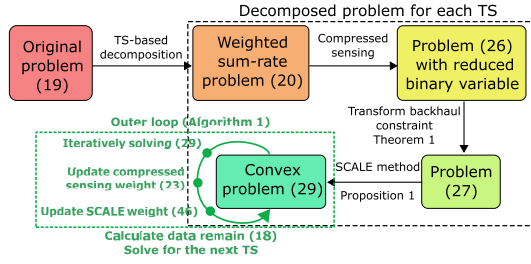 Decomposed problem for each TS
Original
problem
(19)
TS-based
decomposition
Weighted
sum-rate
problem (20)
Compressed
sensing
Problem (26)
with reduced
binary variable
Transform backhaul
constraint
Theorem 1
Outer loop (Algorithm 1)
Iteratively solving (29)
Update compressed
sensing weight (23)
Update SCALE weight (46)
Convex
problem (29)
SCALE method
Proposition 1
Problem
(27)
Calculate data remain (18)
Solve for the next TS